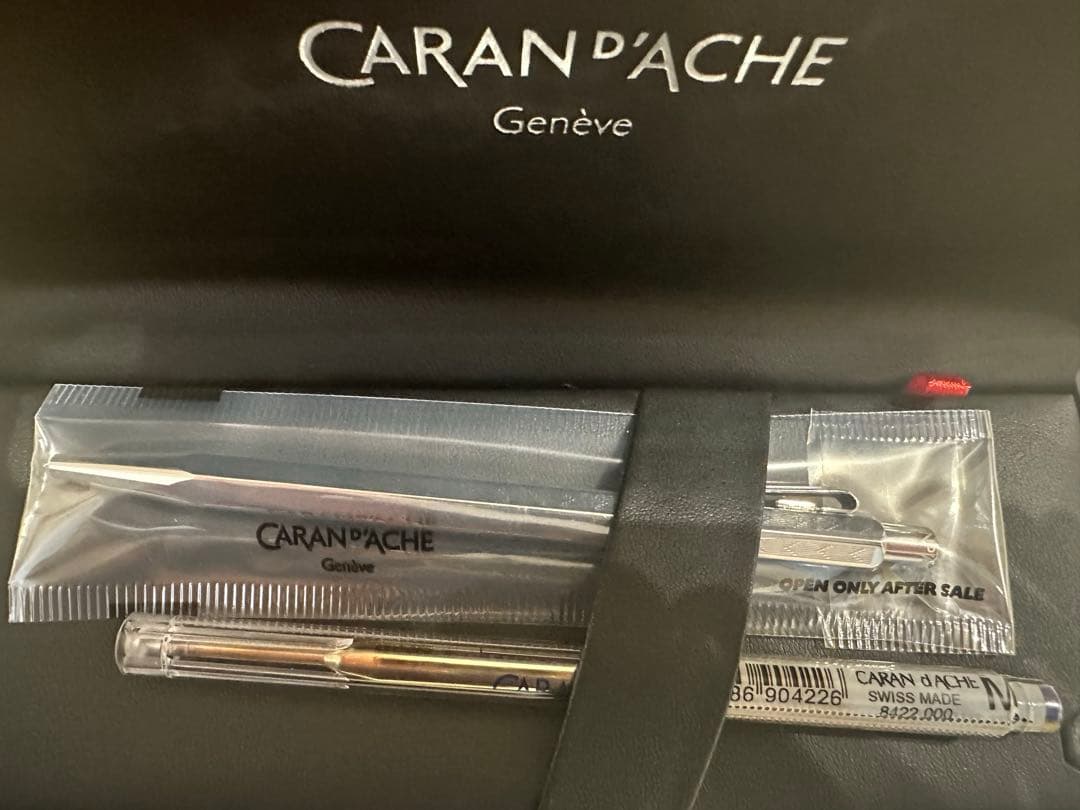 CARAN D'ACHE
Genève
CARAN D'ACHE
Genève
OPEN ONLY AFTER SALE
86 904226
CARAN d'ACHE
SWISS MADE
8422.000
M